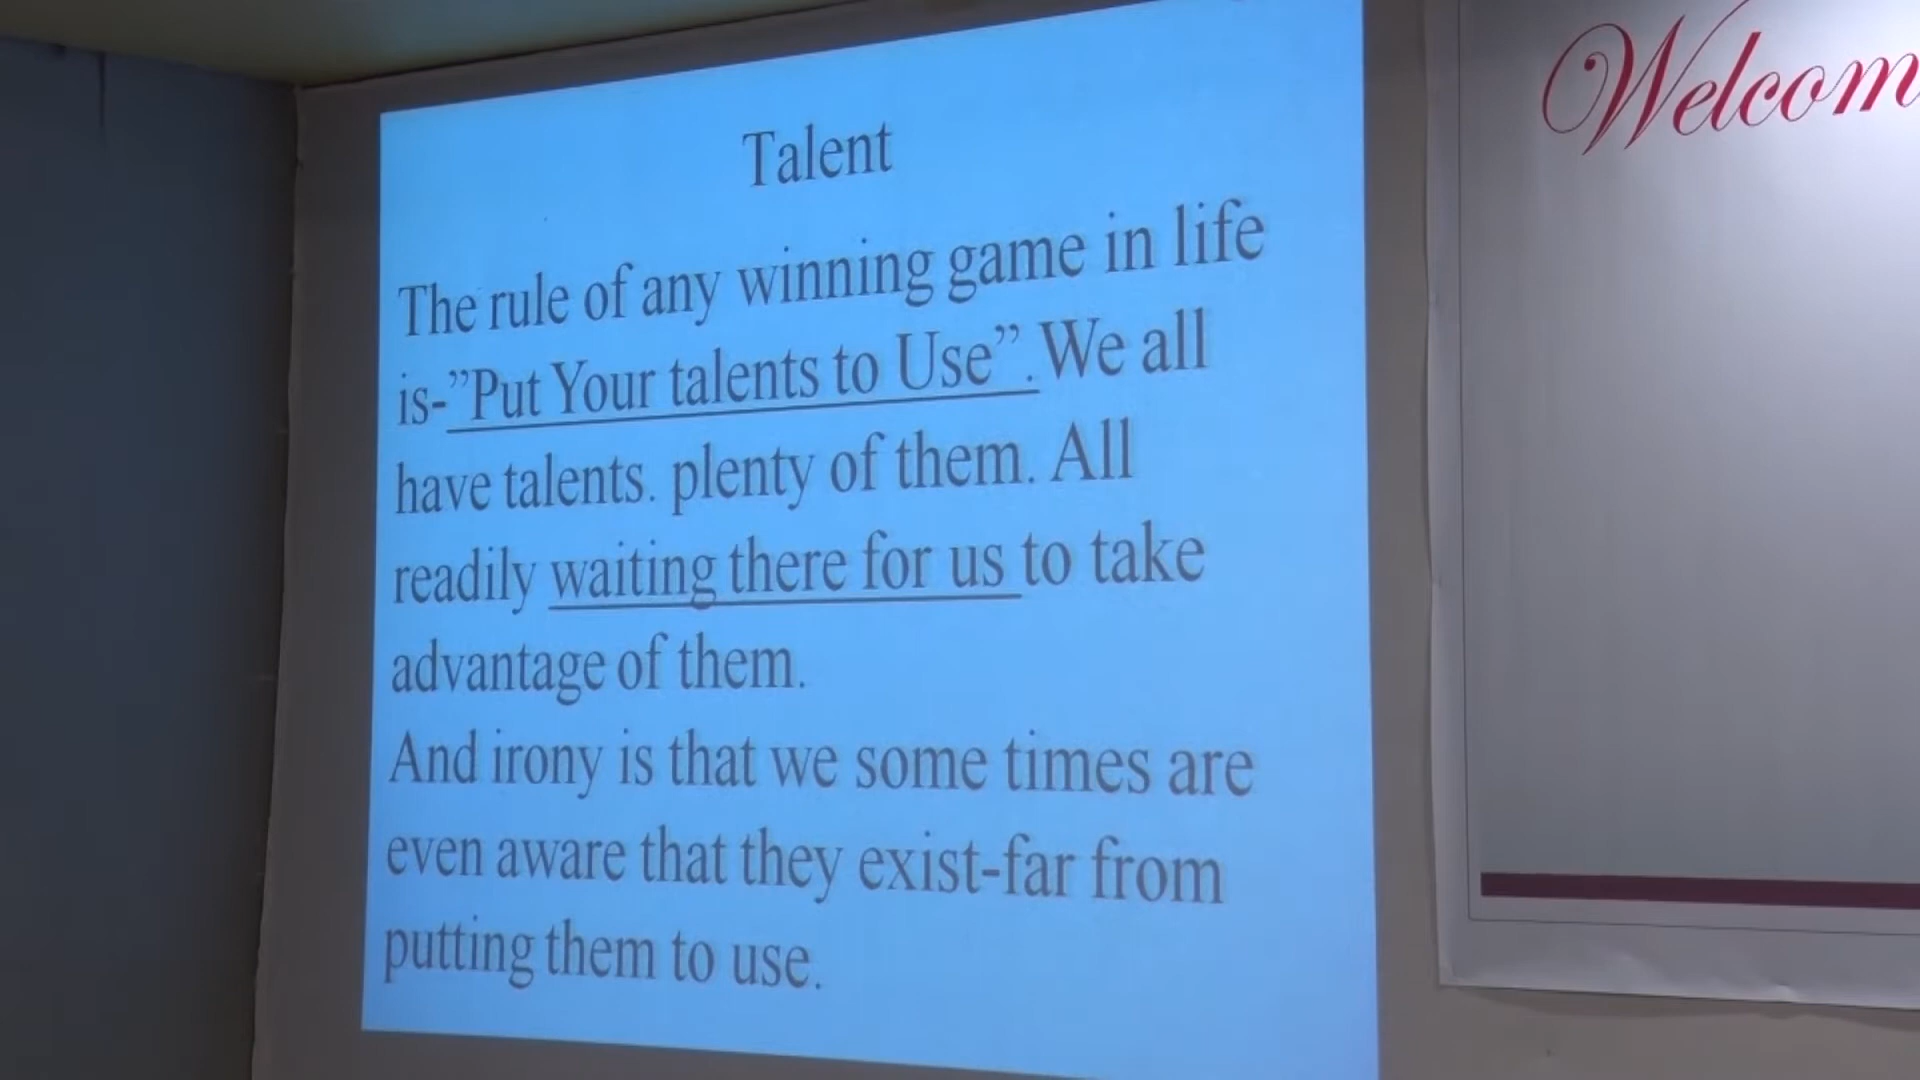 Talent
The rule of any winning game in life
is-”Put Your talents to Use”.We all
have talents. plenty of them. All
readily waiting there for us to take
advantage of them.
And irony is that we some times are
even aware that they exist-far from
putting them to use.
Welcom